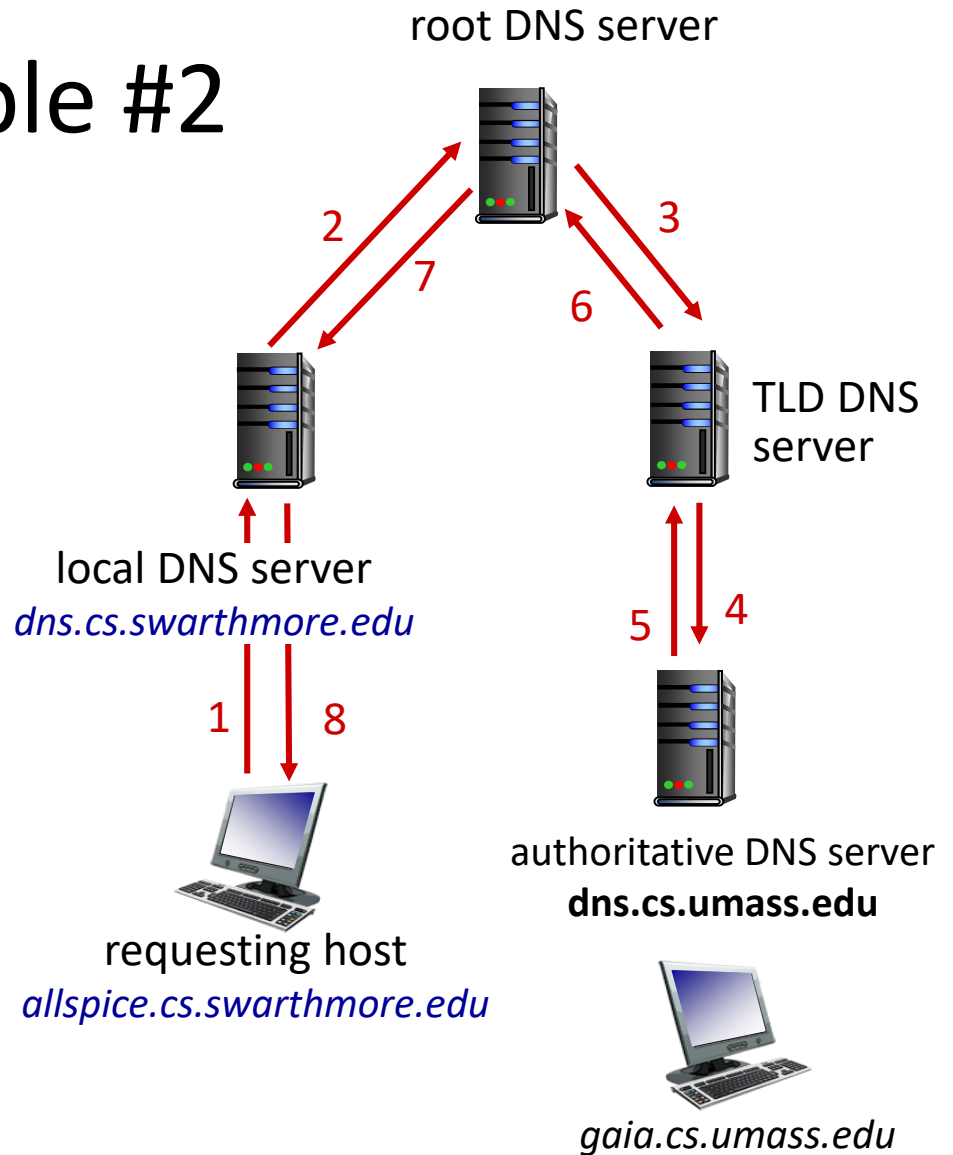 root DNS server
ple #2
2
7
3
6
TLD DNS
server
local DNS server
dns.cs.swarthmore.edu
5
4
1
8
authoritative DNS server
dns.cs.umass.edu
requesting host
allspice.cs.swarthmore.edu
gaia.cs.umass.edu